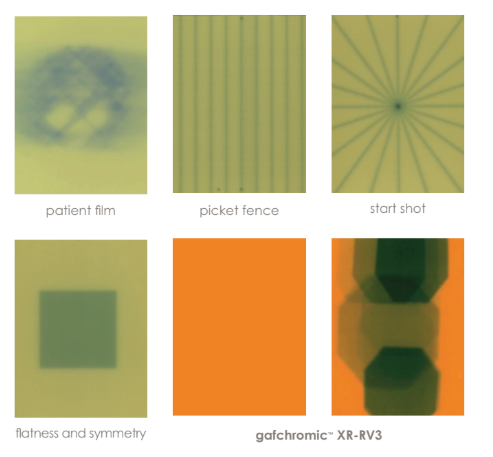 patient film
picket fence
start shot
flatness and symmetry
gafchromic™ XR-RV3